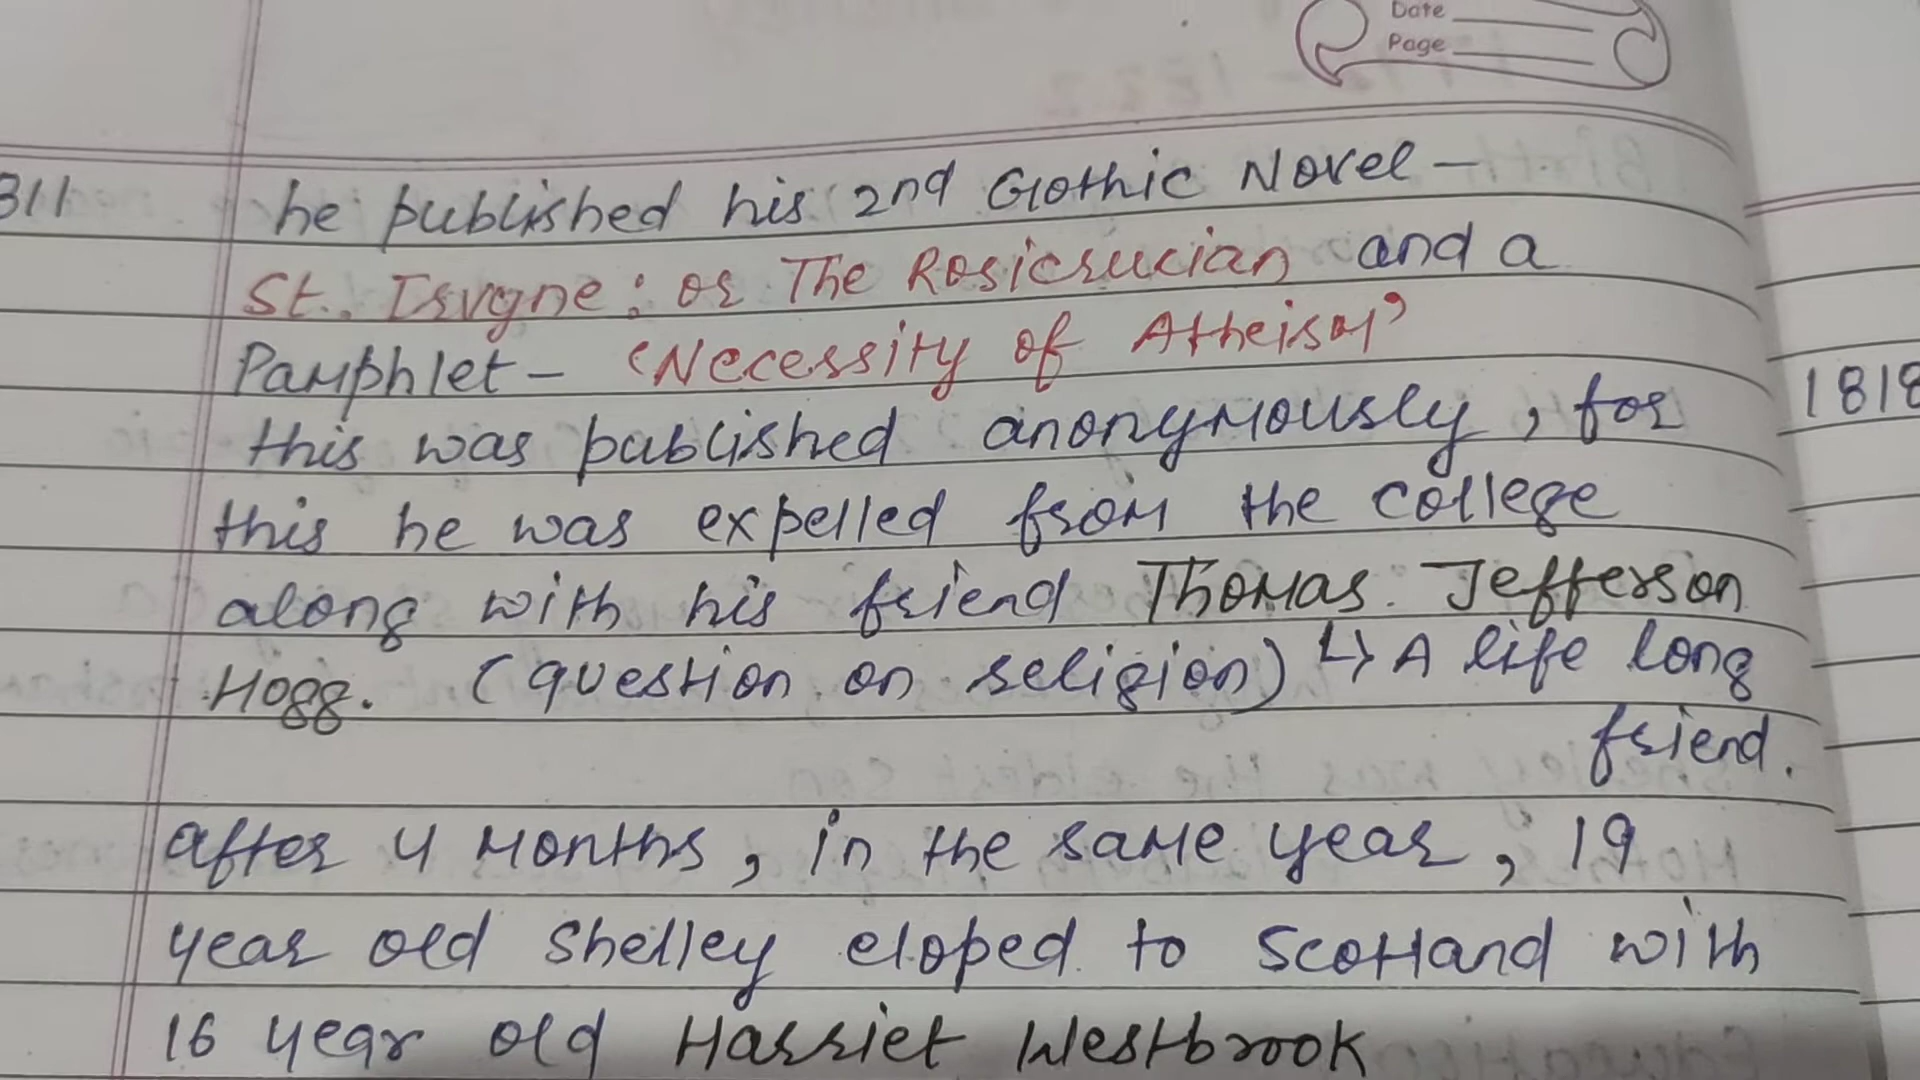 Date
Page
311 he published his 2nd Gothic Novel -
St. Irvyne: or The Rosicrucian and a
Pamphlet - 'Necessity of Atheism'
this was published anonymously, for
this he was expelled from the college
along with his friend Thomas Jefferson
Hogg. (question on religion) ↳ A life long
friend.
after 4 months, in the same year, 19
year old Shelley eloped to Scotland with
16 year old Harriet Westbrook
1818